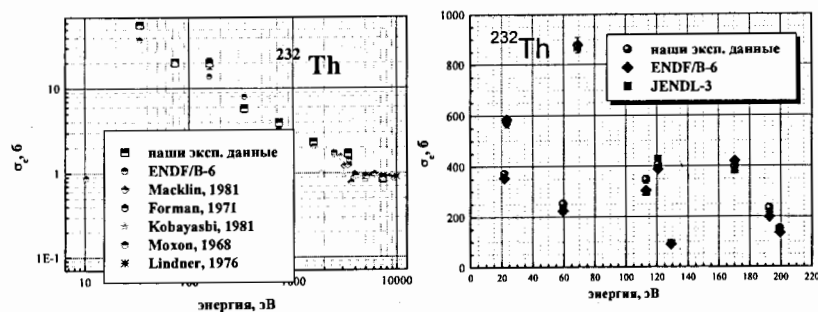 σc, б
10
1
1E-1
232 Th
наши эксп. данные
ENDF/B-6
Macklin, 1981
Forman, 1971
Kobayasbi, 1981
Moxon, 1968
Lindner, 1976
10
1000
10000
энергия, эВ
σc, б
1000
800
600
400
200
0
232Th
наши эксп. данные
ENDF/B-6
JENDL-3
0 20 40 60 80 100 120 140 160 180 200 220
энергия, эВ